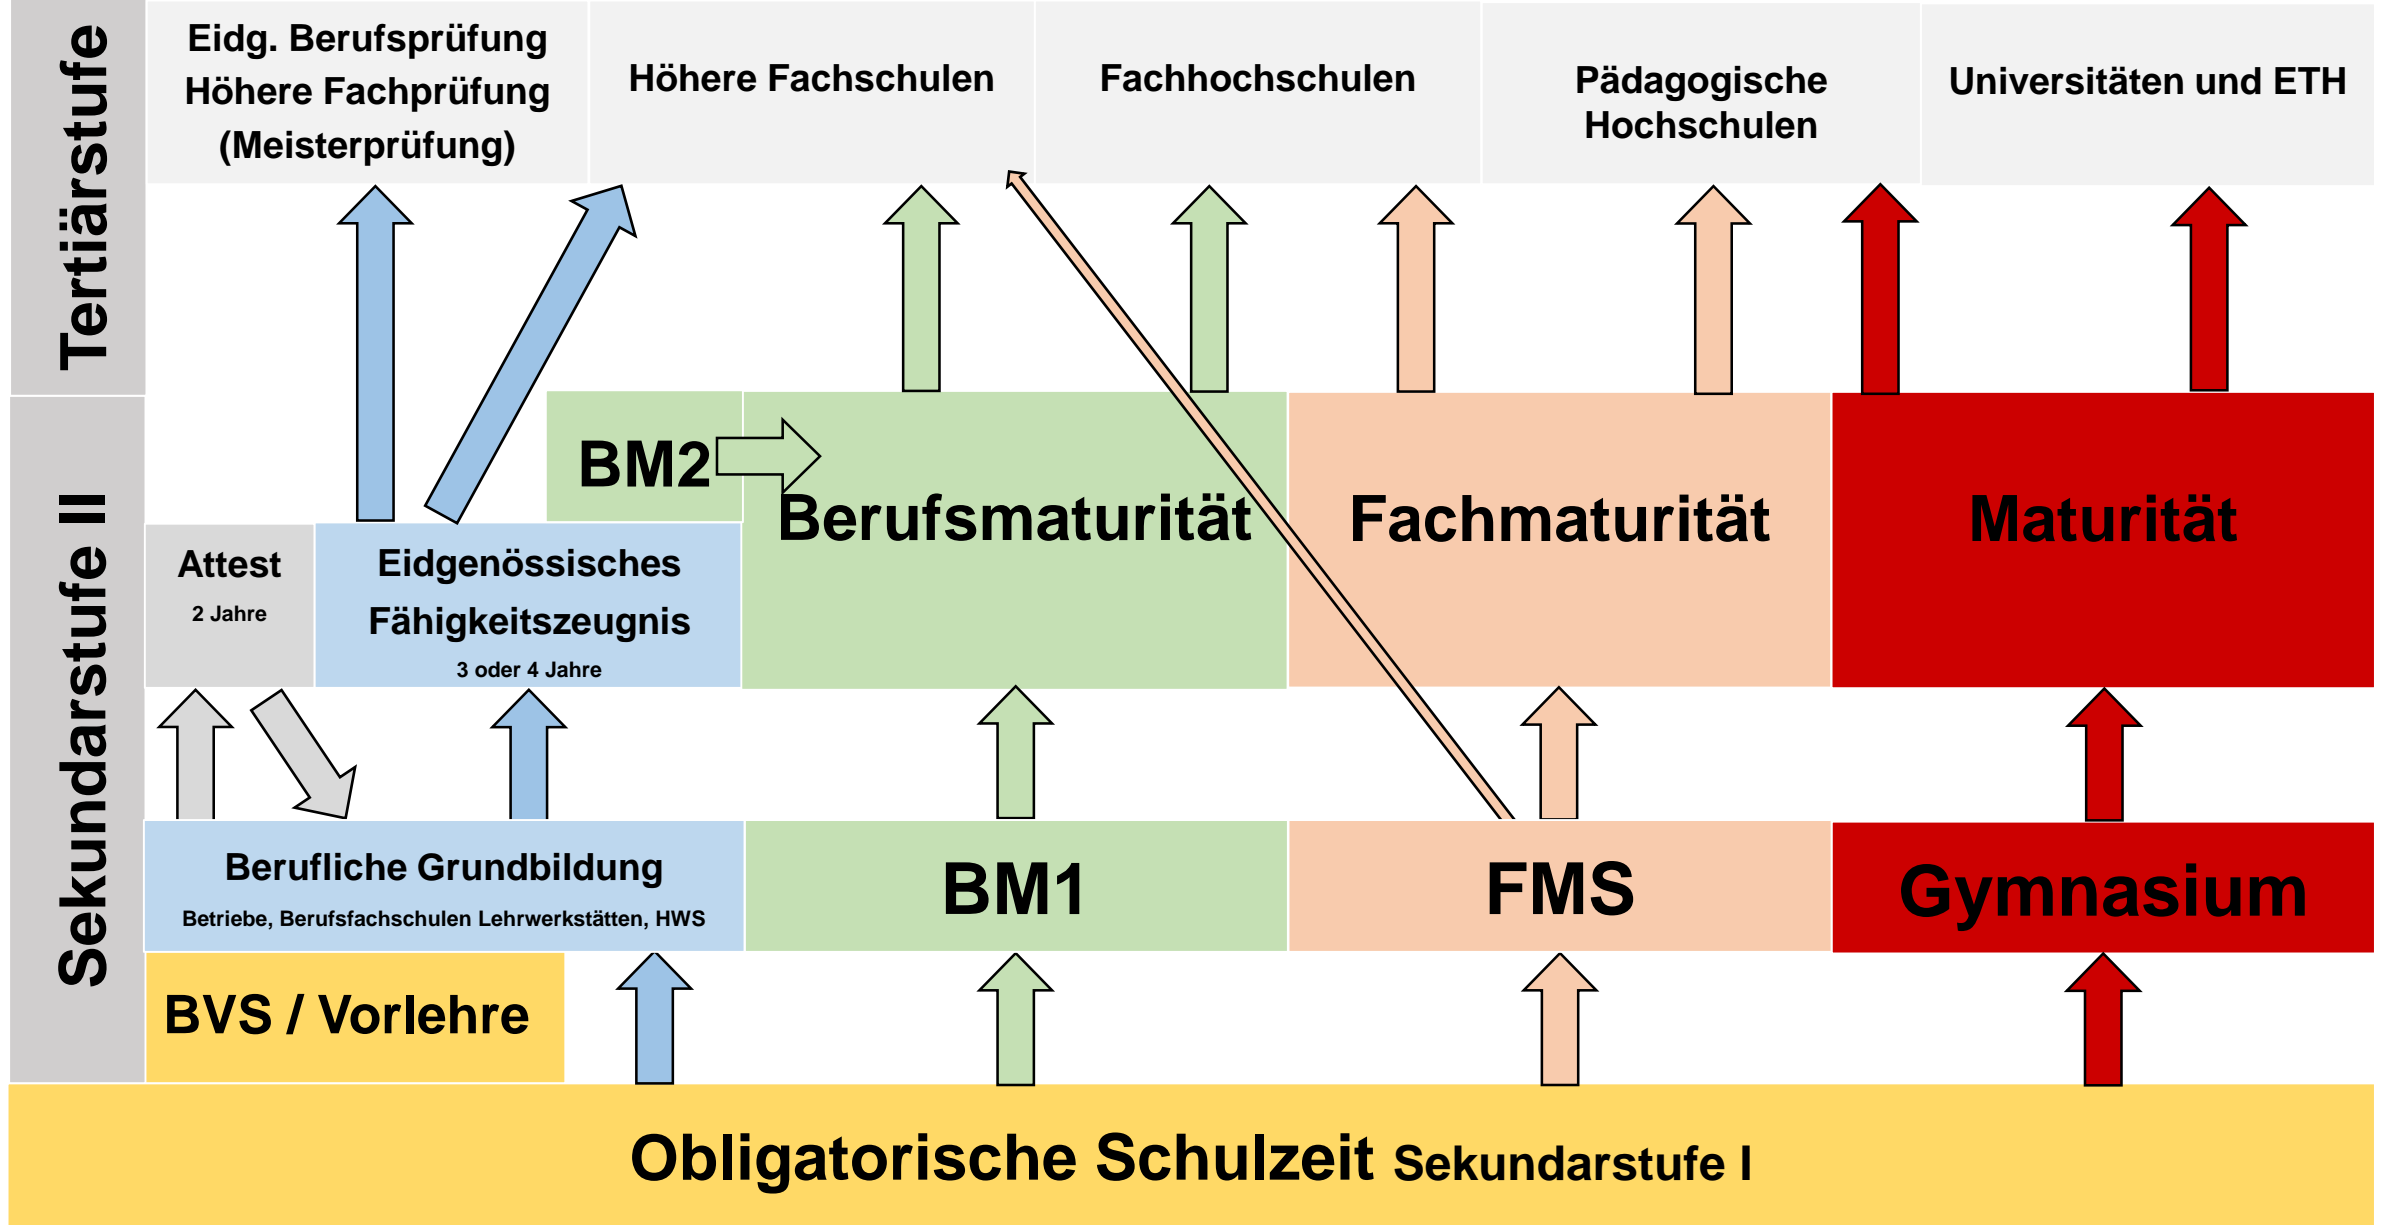 Tertiärstufe
Eidg. Berufsprüfung
Höhere Fachprüfung
(Meisterprüfung)
Höhere Fachschulen
Fachhochschulen
Pädagogische
Hochschulen
Universitäten und ETH
Sekundarstufe II
BM2
Berufsmaturität
Fachmaturität
Maturität
Attest
2 Jahre
Eidgenössisches
Fähigkeitszeugnis
3 oder 4 Jahre
Berufliche Grundbildung
Betriebe, Berufsfachschulen Lehrwerkstätten, HWS
BM1
FMS
Gymnasium
BVS / Vorlehre
Obligatorische Schulzeit Sekundarstufe I